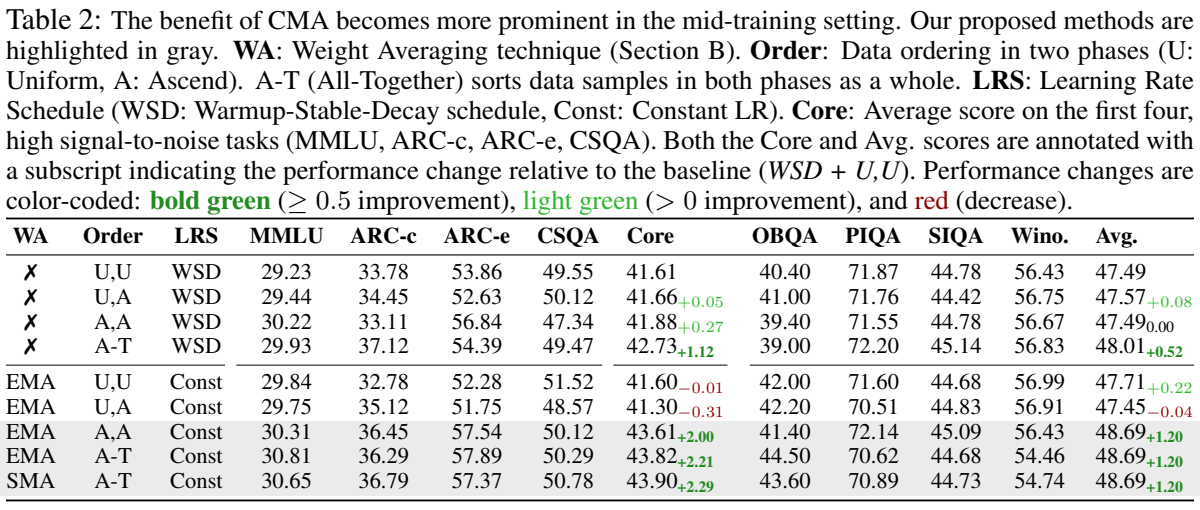 Table 2: The benefit of CMA becomes more prominent in the mid-training setting. Our proposed methods are
highlighted in gray. WA: Weight Averaging technique (Section B). Order: Data ordering in two phases (U:
Uniform, A: Ascend). A-T (All-Together) sorts data samples in both phases as a whole. LRS: Learning Rate
Schedule (WSD: Warmup-Stable-Decay schedule, Const: Constant LR). Core: Average score on the first four,
high signal-to-noise tasks (MMLU, ARC-c, ARC-e, CSQA). Both the Core and Avg. scores are annotated with
a subscript indicating the performance change relative to the baseline (WSD + U,U). Performance changes are
color-coded: bold green (≥ 0.5 improvement), light green (> 0 improvement), and red (decrease).
WA Order LRS MMLU ARC-c ARC-e CSQA Core OBQA PIQA SIQA Wino. Avg.
✗ U,U WSD 29.23 33.78 53.86 49.55 41.61 40.40 71.87 44.78 56.43 47.49
✗ U,A WSD 29.44 34.45 52.63 50.12 41.66+0.05 41.00 71.76 44.42 56.75 47.57+0.08
✗ A,A WSD 30.22 33.11 56.84 47.34 41.88+0.27 39.40 71.55 44.78 56.67 47.490.00
✗ A-T WSD 29.93 37.12 54.39 49.47 42.73+1.12 39.00 72.20 45.14 56.83 48.01+0.52
EMA U,U Const 29.84 32.78 52.28 51.52 41.60−0.01 42.00 71.60 44.68 56.99 47.71+0.22
EMA U,A Const 29.75 35.12 51.75 48.57 41.30−0.31 42.20 70.51 44.83 56.91 47.45−0.04
EMA A,A Const 30.31 36.45 57.54 50.12 43.61+2.00 41.40 72.14 45.09 56.43 48.69+1.20
EMA A-T Const 30.81 36.29 57.89 50.29 43.82+2.21 44.50 70.62 44.68 54.46 48.69+1.20
SMA A-T Const 30.65 36.79 57.37 50.78 43.90+2.29 43.60 70.89 44.73 54.74 48.69+1.20